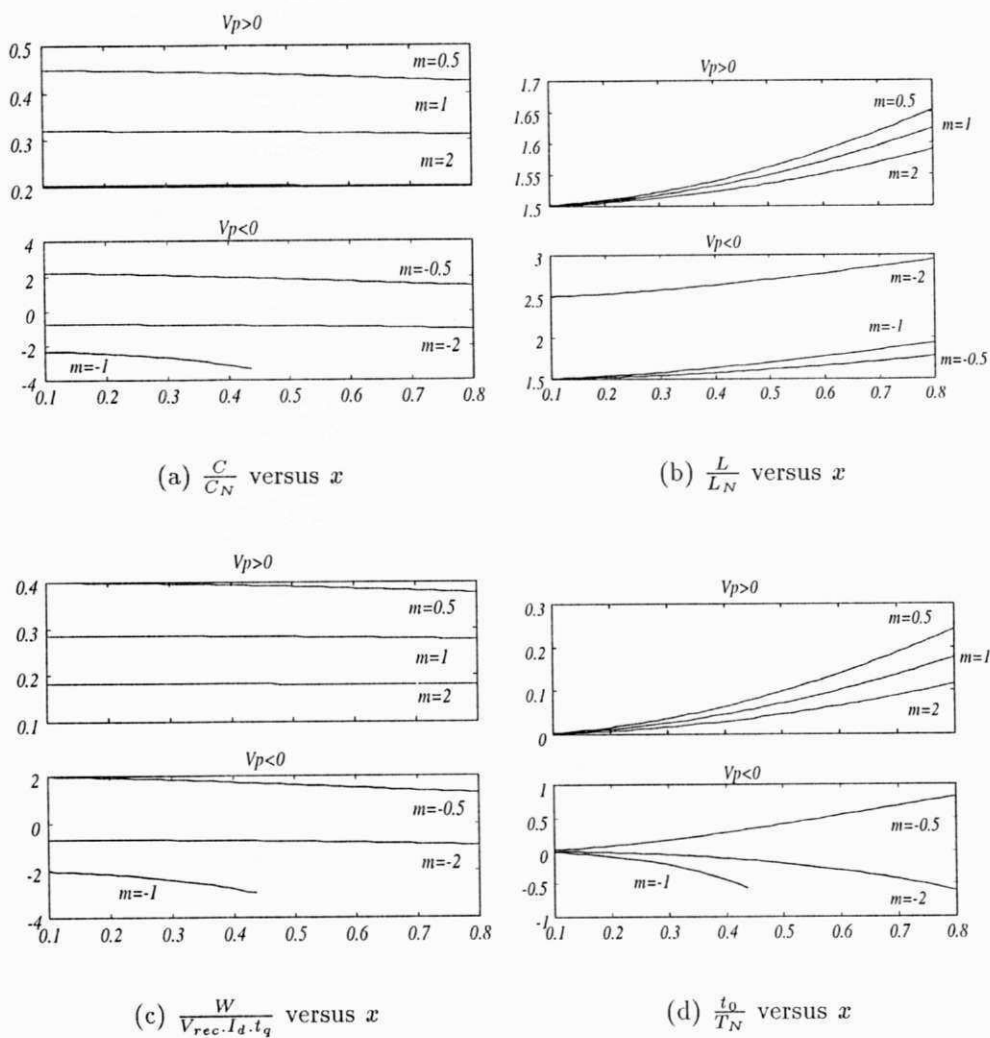 Vp>0
0.5
m=0.5
0.4
m=1
0.3
m=2
0.2
Vp<0
4
m=-0.5
2
0
m=-2
-2
m=-1
-4
0.1 0.2 0.3 0.4 0.5 0.6 0.7 0.8
(a) C/C_N versus x
Vp>0
1.7
m=0.5
1.65
m=1
1.6
m=2
1.55
1.5
Vp<0
3
m=-2
2.5
2
m=-1
m=-0.5
1.5
0.1 0.2 0.3 0.4 0.5 0.6 0.7 0.8
(b) L/L_N versus x
Vp>0
0.4
m=0.5
0.3
m=1
0.2
m=2
0.1
Vp<0
2
m=-0.5
0
m=-2
-2
m=-1
-4
0.1 0.2 0.3 0.4 0.5 0.6 0.7 0.8
(c) W/V_rec.I_d.t_q versus x
Vp>0
0.3
m=0.5
0.2
m=1
0.1
m=2
0
Vp<0
1
0.5
m=-0.5
0
m=-1
-0.5
m=-2
-1
0.1 0.2 0.3 0.4 0.5 0.6 0.7 0.8
(d) t_0/T_N versus x